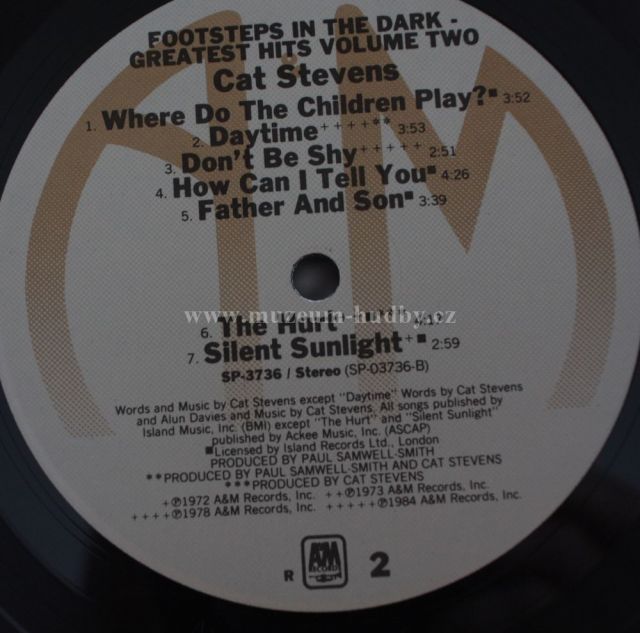 FOOTSTEPS IN THE DARK -
GREATEST HITS VOLUME TWO
Cat Stevens
1. Where Do The Children Play?■ 3:52
2. Daytime++++** 3:53
3. Don't Be Shy+++++ 2:51
4. How Can I Tell You■ 4:26
5. Father And Son■ 3:39
www.muzeum-hudby.cz
6. The Hurt
7. Silent Sunlight+■ 2:59
SP-3736 / Stereo (SP-03736-B)
Words and Music by Cat Stevens except "Daytime" Words by Cat Stevens
and Alun Davies and Music by Cat Stevens. All songs published by
Island Music, Inc. (BMI) except "The Hurt" and "Silent Sunlight"
published by Ackee Music, Inc. (ASCAP)
■Licensed by Island Records Ltd., London
PRODUCED BY PAUL SAMWELL-SMITH
**PRODUCED BY PAUL SAMWELL-SMITH AND CAT STEVENS
***PRODUCED BY CAT STEVENS
+℗1972 A&M Records, Inc. ++℗1973 A&M Records, Inc.
++++℗1978 A&M Records, Inc. +++++℗1984 A&M Records, Inc.
R A&M RECORDS 2